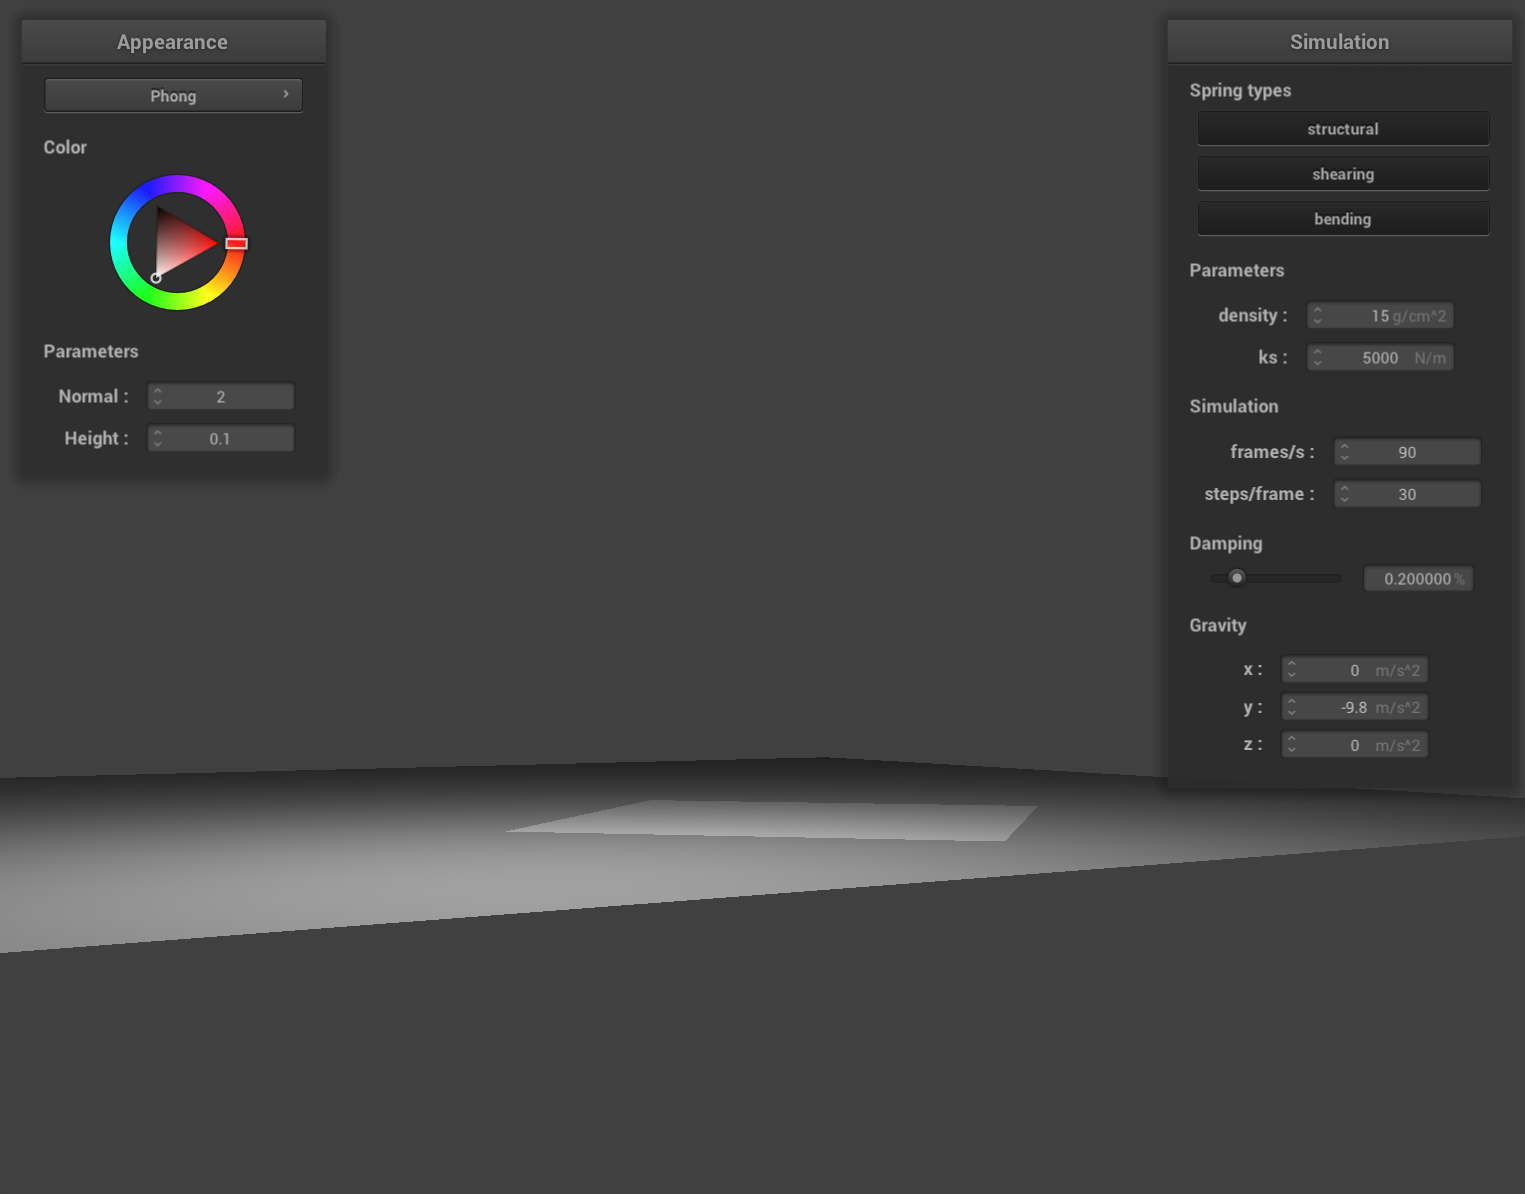 Appearance
Phong
Color
Parameters
Normal : 2
Height : 0.1
Simulation
Spring types
structural
shearing
bending
Parameters
density : 15 g/cm^2
ks : 5000 N/m
Simulation
frames/s : 90
steps/frame : 30
Damping
0.200000 %
Gravity
x : 0 m/s^2
y : -9.8 m/s^2
z : 0 m/s^2